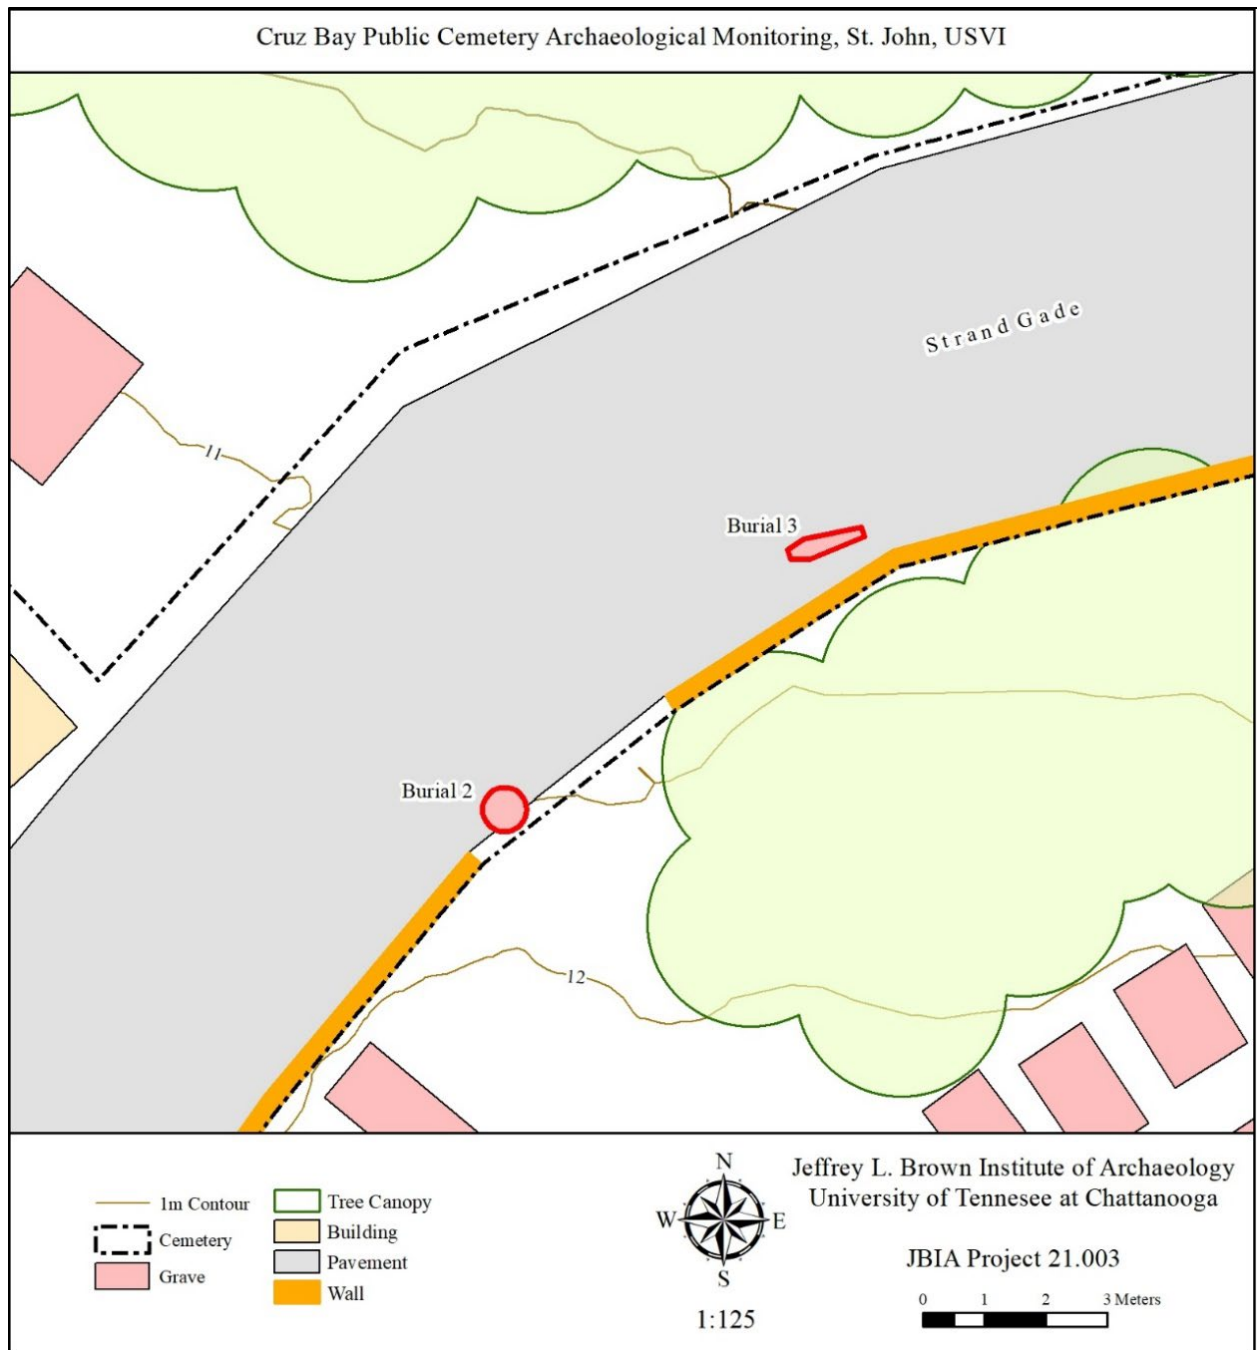 Cruz Bay Public Cemetery Archaeological Monitoring, St. John, USVI
Strand Gade
11
Burial 3
Burial 2
12
1m Contour
Cemetery
Grave
Tree Canopy
Building
Pavement
Wall
N
W E
S
1:125
Jeffrey L. Brown Institute of Archaeology
University of Tennesee at Chattanooga
JBIA Project 21.003
0 1 2 3 Meters